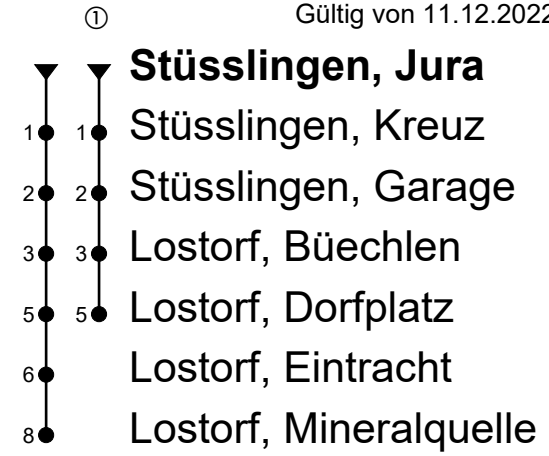 ① Gültig von 11.12.2022
Stüsslingen, Jura
1 1 Stüsslingen, Kreuz
2 2 Stüsslingen, Garage
3 3 Lostorf, Büechlen
5 5 Lostorf, Dorfplatz
6 Lostorf, Eintracht
8 Lostorf, Mineralquelle